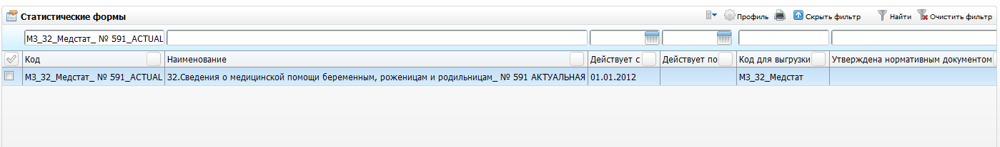 Статистические формы
Профиль Скрыть фильтр Найти Очистить фильтр
МЗ_32_Медстат_ № 591_ACTUAL
Код Наименование Действует с Действует по Код для выгрузки Утверждена нормативным документом
МЗ_32_Медстат_ № 591_ACTUAL 32.Сведения о медицинской помощи беременным, роженицам и родильницам_ № 591 АКТУАЛЬНАЯ 01.01.2012 МЗ_32_Медстат